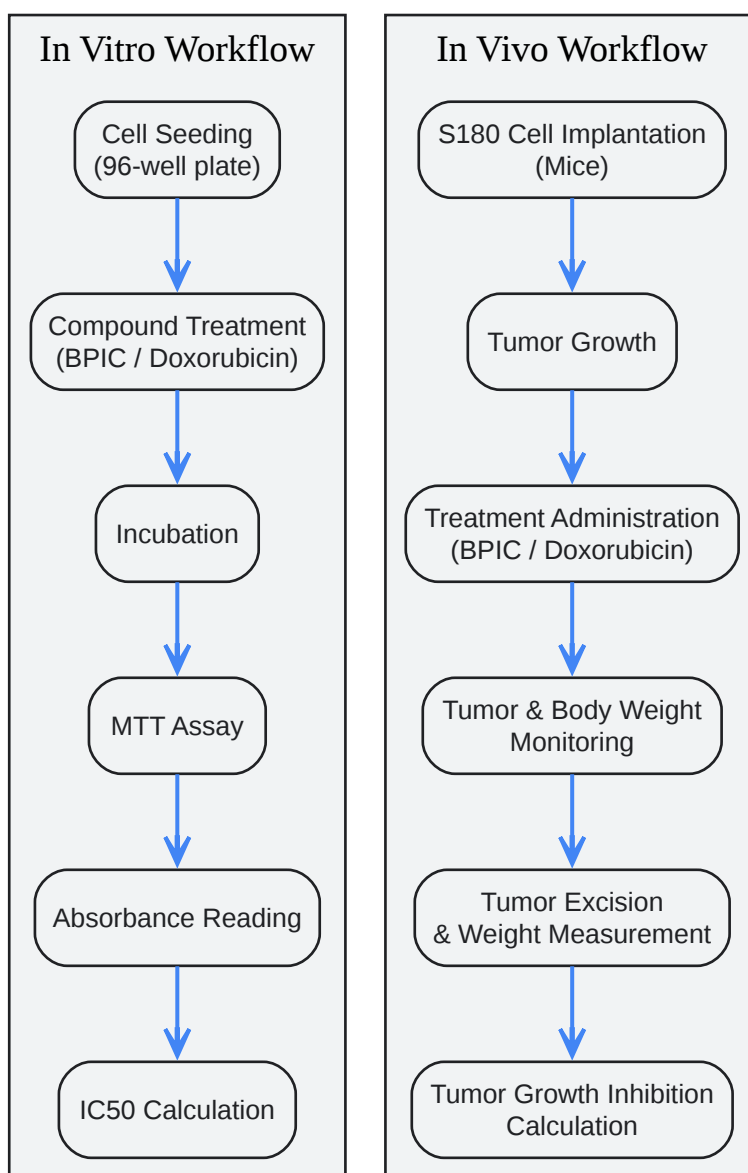 In Vitro Workflow
Cell Seeding
(96-well plate)
Compound Treatment
(BPIC / Doxorubicin)
Incubation
MTT Assay
Absorbance Reading
IC50 Calculation
In Vivo Workflow
S180 Cell Implantation
(Mice)
Tumor Growth
Treatment Administration
(BPIC / Doxorubicin)
Tumor & Body Weight
Monitoring
Tumor Excision
& Weight Measurement
Tumor Growth Inhibition
Calculation